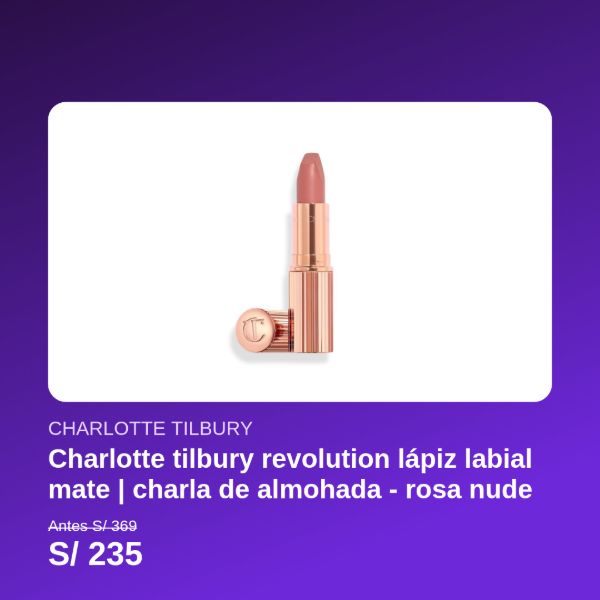 CHARLOTTE TILBURY
Charlotte tilbury revolution lápiz labial
mate | charla de almohada - rosa nude
Antes S/ 369
S/ 235